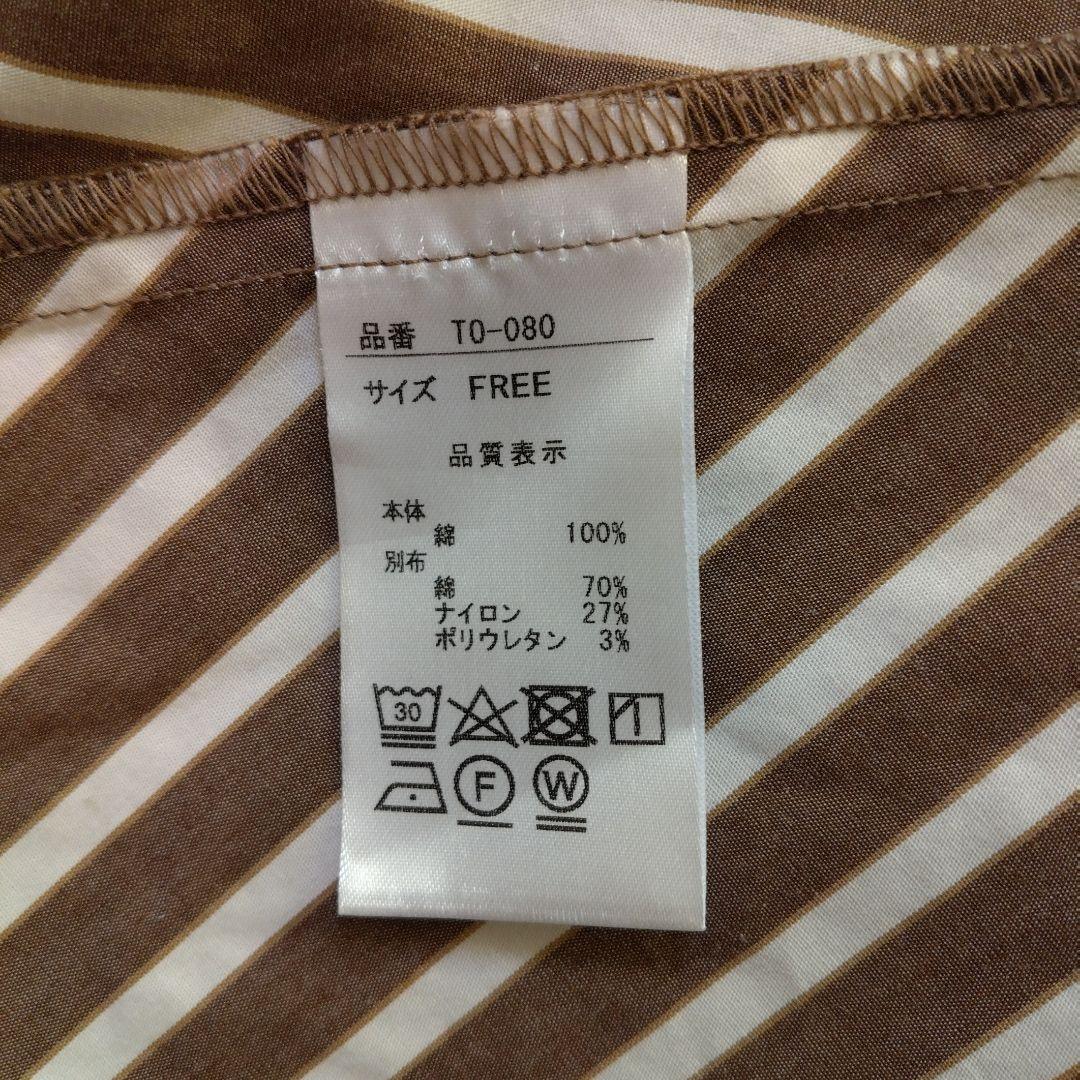 品番 TO-080
サイズ FREE
品質表示
本体
綿 100%
別布
綿 70%
ナイロン 27%
ポリウレタン 3%
30
F W